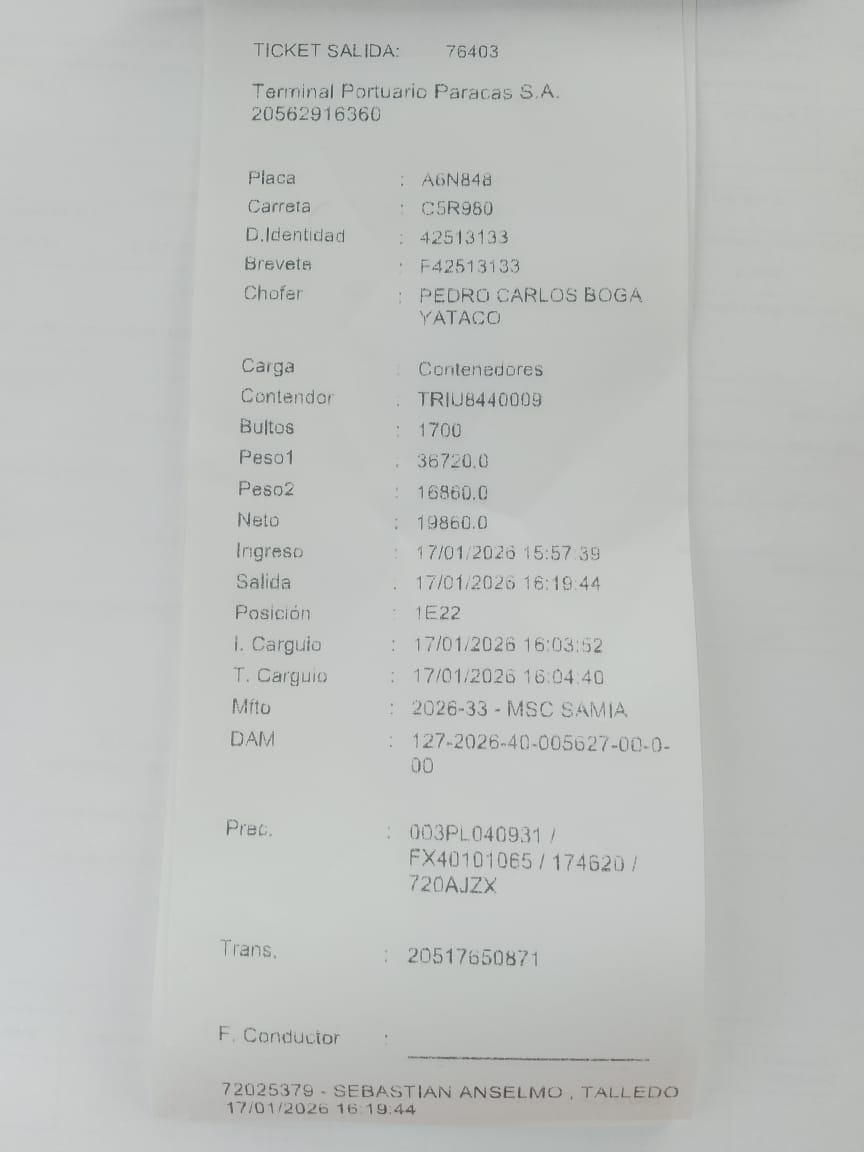 TICKET SALIDA: 76403
Terminal Portuario Paracas S.A.
20562916360
Placa : A6N848
Carreta : C5R980
D.Identidad : 42513133
Brevete : F42513133
Chofer : PEDRO CARLOS BOGA
YATACO
Carga : Contenedores
Contendor : TRIU8440009
Bultos : 1700
Peso1 : 36720.0
Peso2 : 16860.0
Neto : 19860.0
Ingreso : 17/01/2026 15:57:39
Salida : 17/01/2026 16:19:44
Posición : 1E22
I. Carguio : 17/01/2026 16:03:52
T. Carguio : 17/01/2026 16:04:40
Mfto : 2026-33 - MSC SAMIA
DAM : 127-2026-40-005627-00-0-
00
Prec. : 003PL040931 /
FX40101065 / 174620 /
720AJZX
Trans. : 20517650871
F. Conductor :
72025379 - SEBASTIAN ANSELMO , TALLEDO
17/01/2026 16:19:44